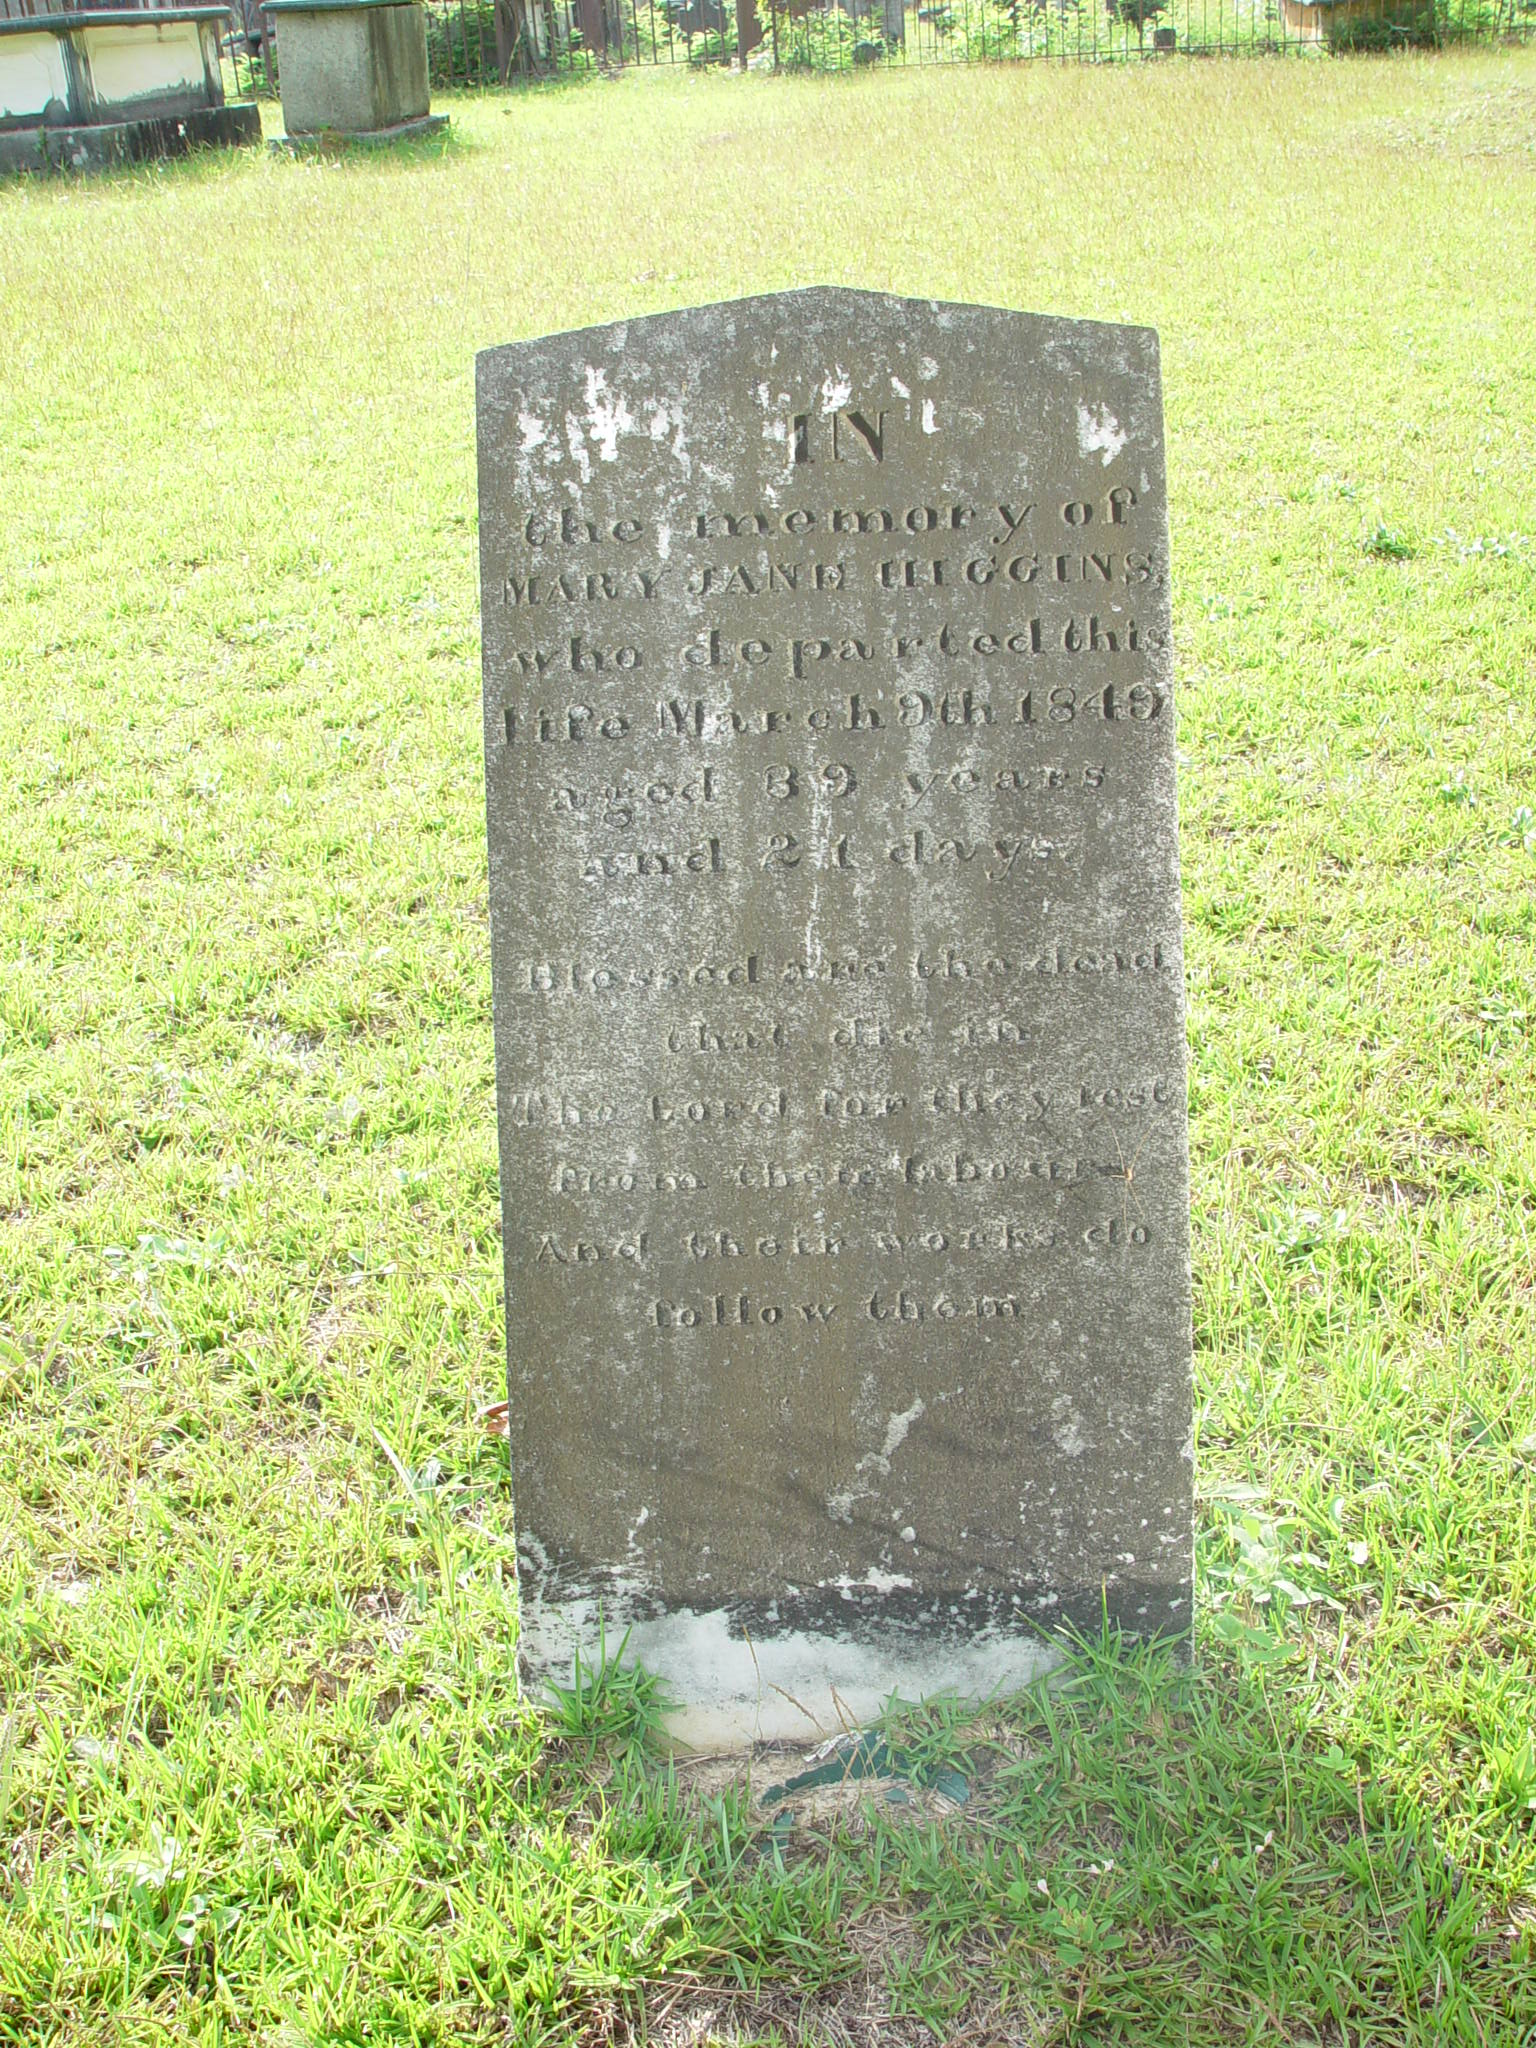 IN
the memory of
MARY JANE HIGGINS,
who departed this
life March 9th 1849
aged 39 years
and 21 days
Blessed are the dead
that die in
The Lord for they rest
from their labours
And their works do
follow them